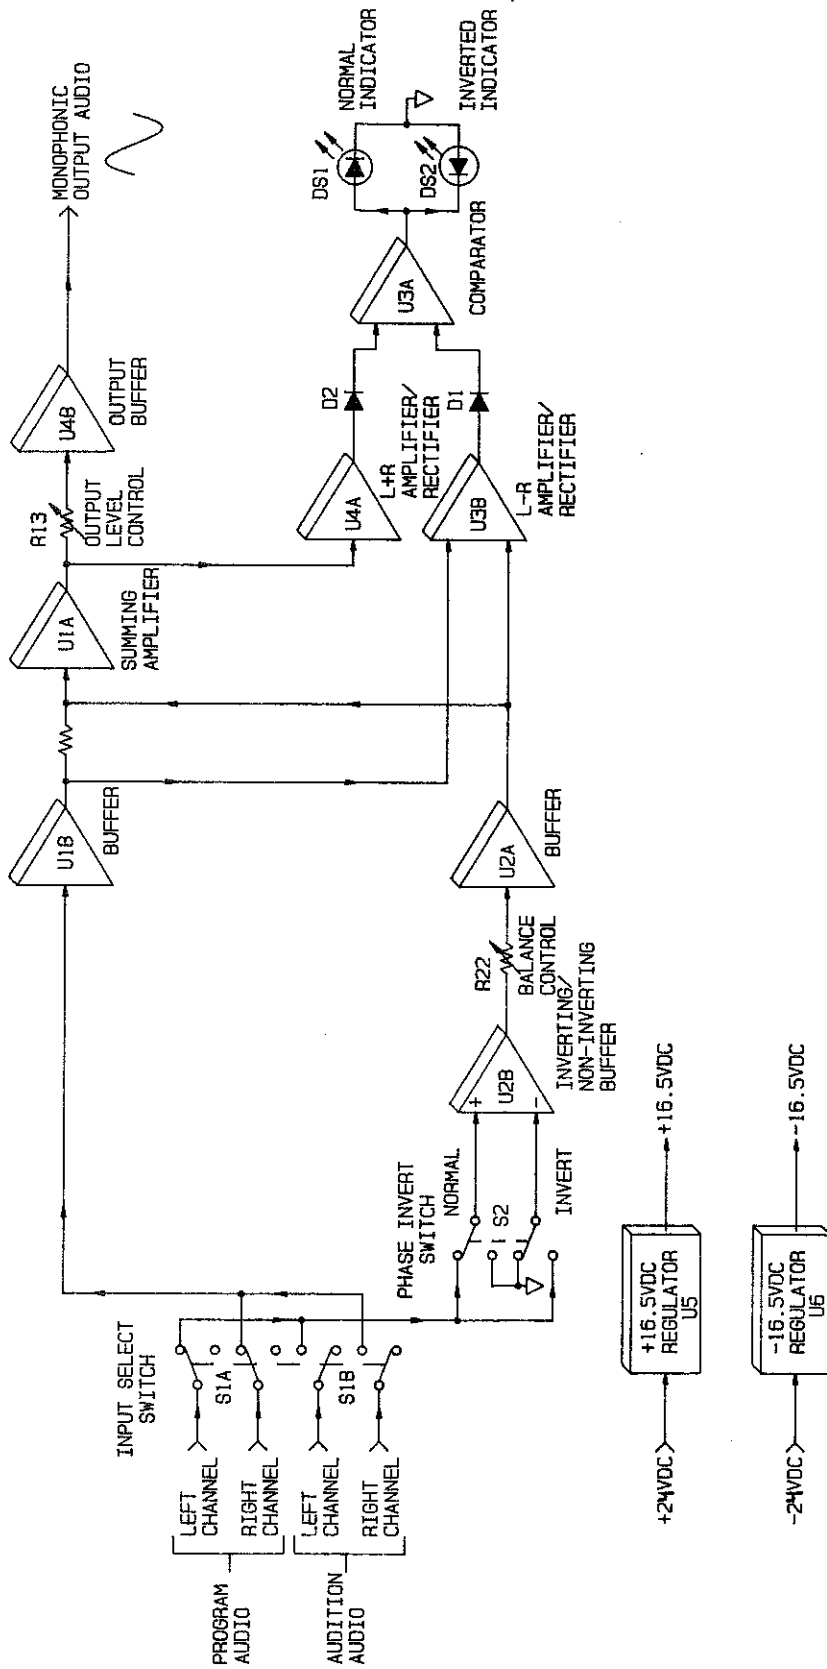 INPUT SELECT
SWITCH
PROGRAM
AUDIO
LEFT
CHANNEL
RIGHT
CHANNEL
AUDITION
AUDIO
LEFT
CHANNEL
RIGHT
CHANNEL
S1A
S1B
PHASE INVERT
SWITCH
NORMAL
S2
INVERT
+
-
U2B
INVERTING/
NON-INVERTING
BUFFER
R22
BALANCE
CONTROL
U2A
BUFFER
U1B
BUFFER
U1A
SUMMING
AMPLIFIER
R13
OUTPUT
LEVEL
CONTROL
U4B
OUTPUT
BUFFER
MONOPHONIC
OUTPUT AUDIO
U4A
L+R
AMPLIFIER/
RECTIFIER
D2
U3B
L-R
AMPLIFIER/
RECTIFIER
D1
U3A
COMPARATOR
DS1
NORMAL
INDICATOR
DS2
INVERTED
INDICATOR
+24VDC
+16.5VDC
REGULATOR
U5
+16.5VDC
-24VDC
-16.5VDC
REGULATOR
U6
-16.5VDC